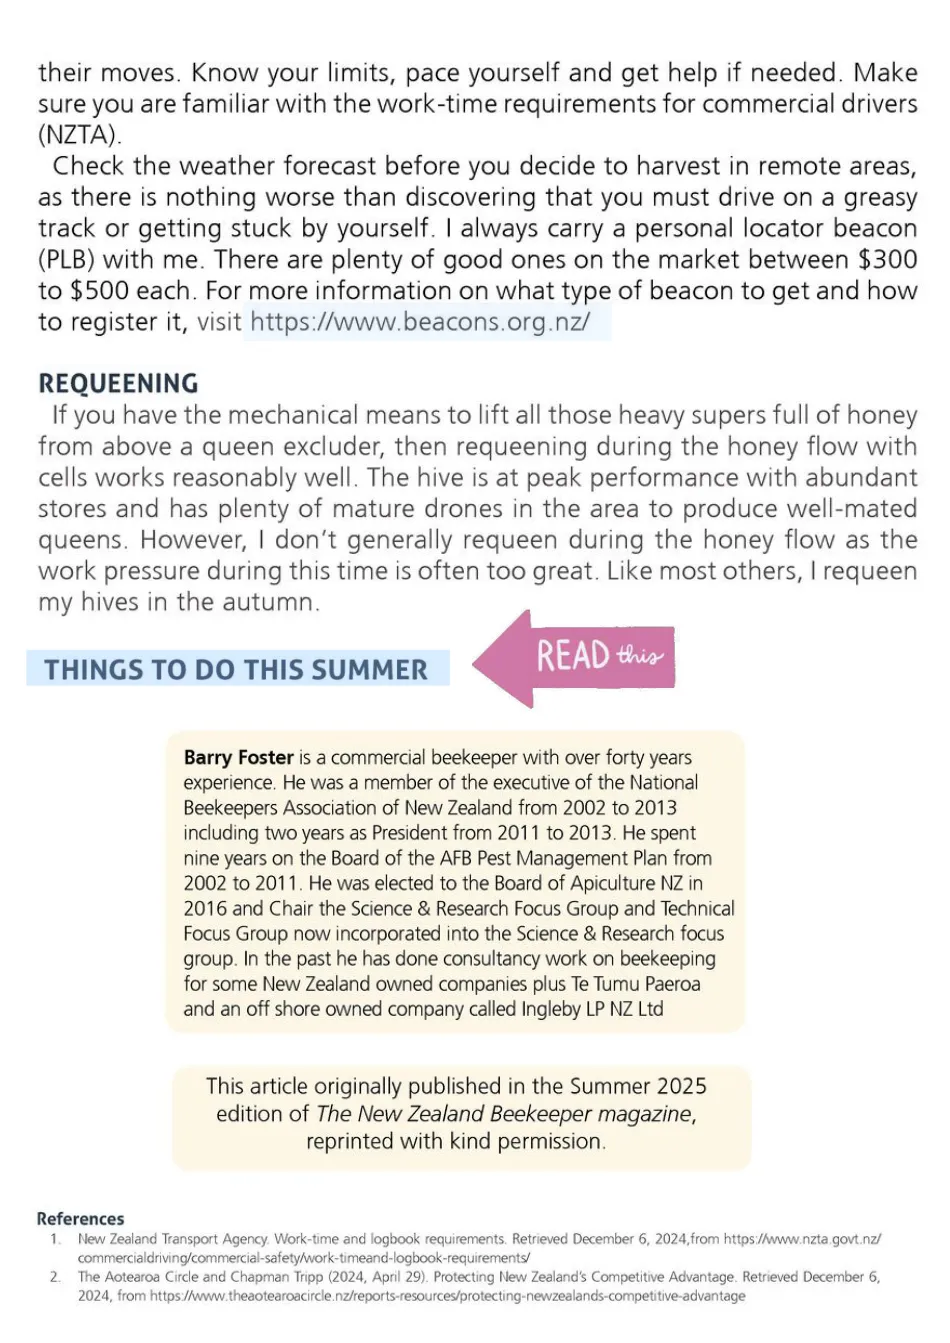 their moves. Know your limits, pace yourself and get help if needed. Make
sure you are familiar with the work-time requirements for commercial drivers
(NZTA).
Check the weather forecast before you decide to harvest in remote areas,
as there is nothing worse than discovering that you must drive on a greasy
track or getting stuck by yourself. I always carry a personal locator beacon
(PLB) with me. There are plenty of good ones on the market between $300
to $500 each. For more information on what type of beacon to get and how
to register it, visit https://www.beacons.org.nz/
REQUEENING
If you have the mechanical means to lift all those heavy supers full of honey
from above a queen excluder, then requeening during the honey flow with
cells works reasonably well. The hive is at peak performance with abundant
stores and has plenty of mature drones in the area to produce well-mated
queens. However, I don't generally requeen during the honey flow as the
work pressure during this time is often too great. Like most others, I requeen
my hives in the autumn.
THINGS TO DO THIS SUMMER
READ this
Barry Foster is a commercial beekeeper with over forty years
experience. He was a member of the executive of the National
Beekeepers Association of New Zealand from 2002 to 2013
including two years as President from 2011 to 2013. He spent
nine years on the Board of the AFB Pest Management Plan from
2002 to 2011. He was elected to the Board of Apiculture NZ in
2016 and Chair the Science & Research Focus Group and Technical
Focus Group now incorporated into the Science & Research focus
group. In the past he has done consultancy work on beekeeping
for some New Zealand owned companies plus Te Tumu Paeroa
and an off shore owned company called Ingleby LP NZ Ltd
This article originally published in the Summer 2025
edition of The New Zealand Beekeeper magazine,
reprinted with kind permission.
References
1. New Zealand Transport Agency. Work-time and logbook requirements. Retrieved December 6, 2024,from https://www.nzta.govt.nz/
commercialdriving/commercial-safety/work-timeand-logbook-requirements/
2. The Aotearoa Circle and Chapman Tripp (2024, April 29). Protecting New Zealand's Competitive Advantage. Retrieved December 6,
2024, from https://www.theaotearoacircle.nz/reports-resources/protecting-newzealands-competitive-advantage